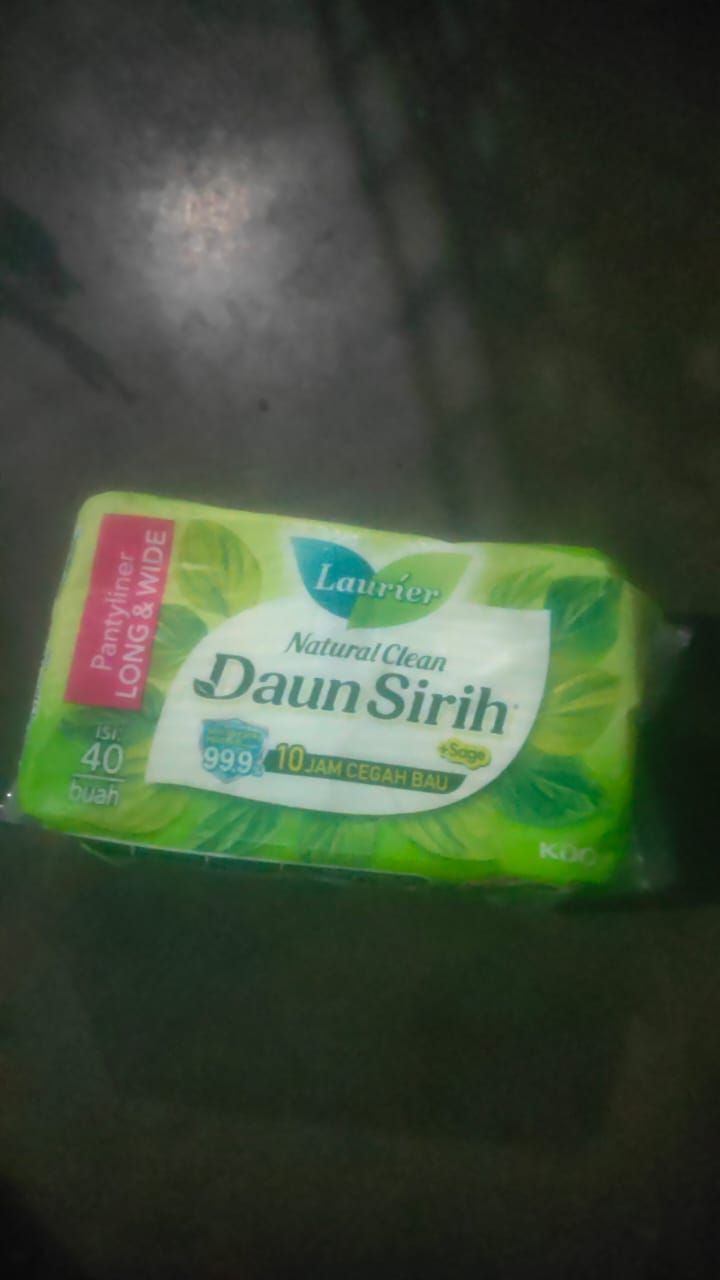 Pantyliner
LONG & WIDE
ISI:
40
buah
Laurier
Natural Clean
Daun Sirih
+Sage
99.9%
10 JAM CEGAH BAU